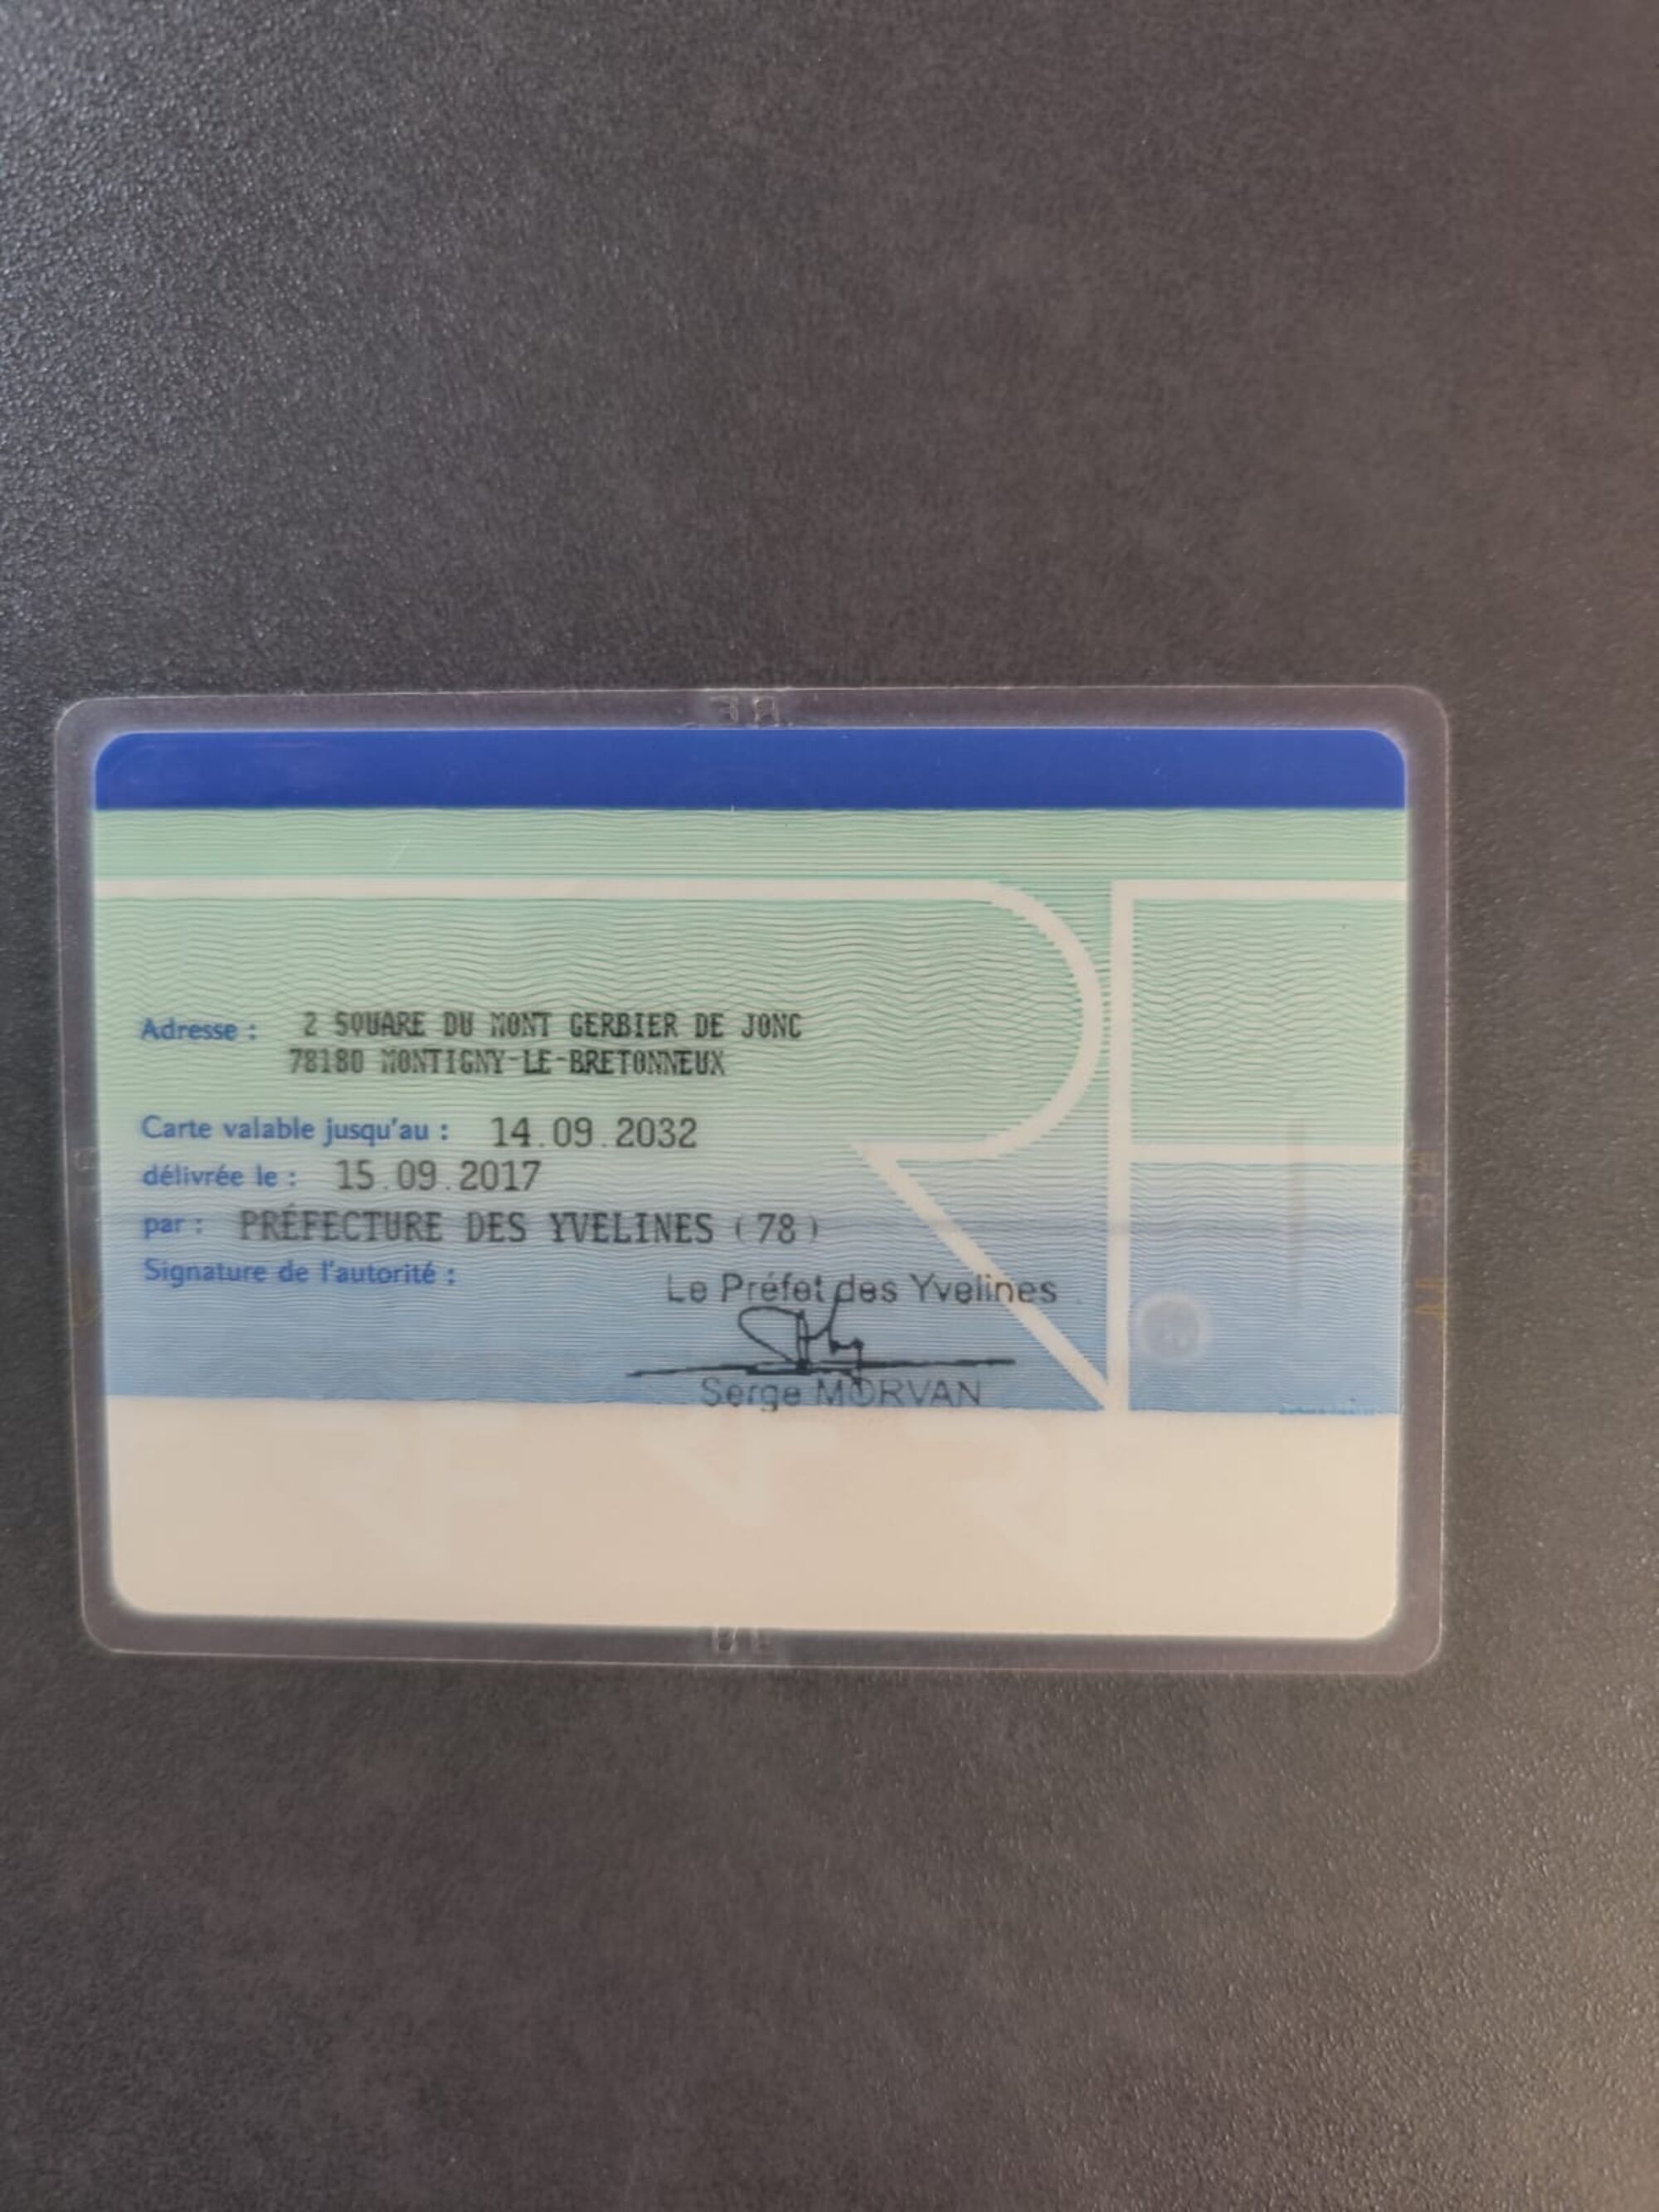 Adresse : 2 SQUARE DU MONT GERBIER DE JONC
78180 MONTIGNY-LE-BRETONNEUX
Carte valable jusqu'au : 14.09.2032
délivrée le : 15.09.2017
par : PRÉFECTURE DES YVELINES (78)
Signature de l'autorité :
Le Préfet des Yvelines
Serge MORVAN